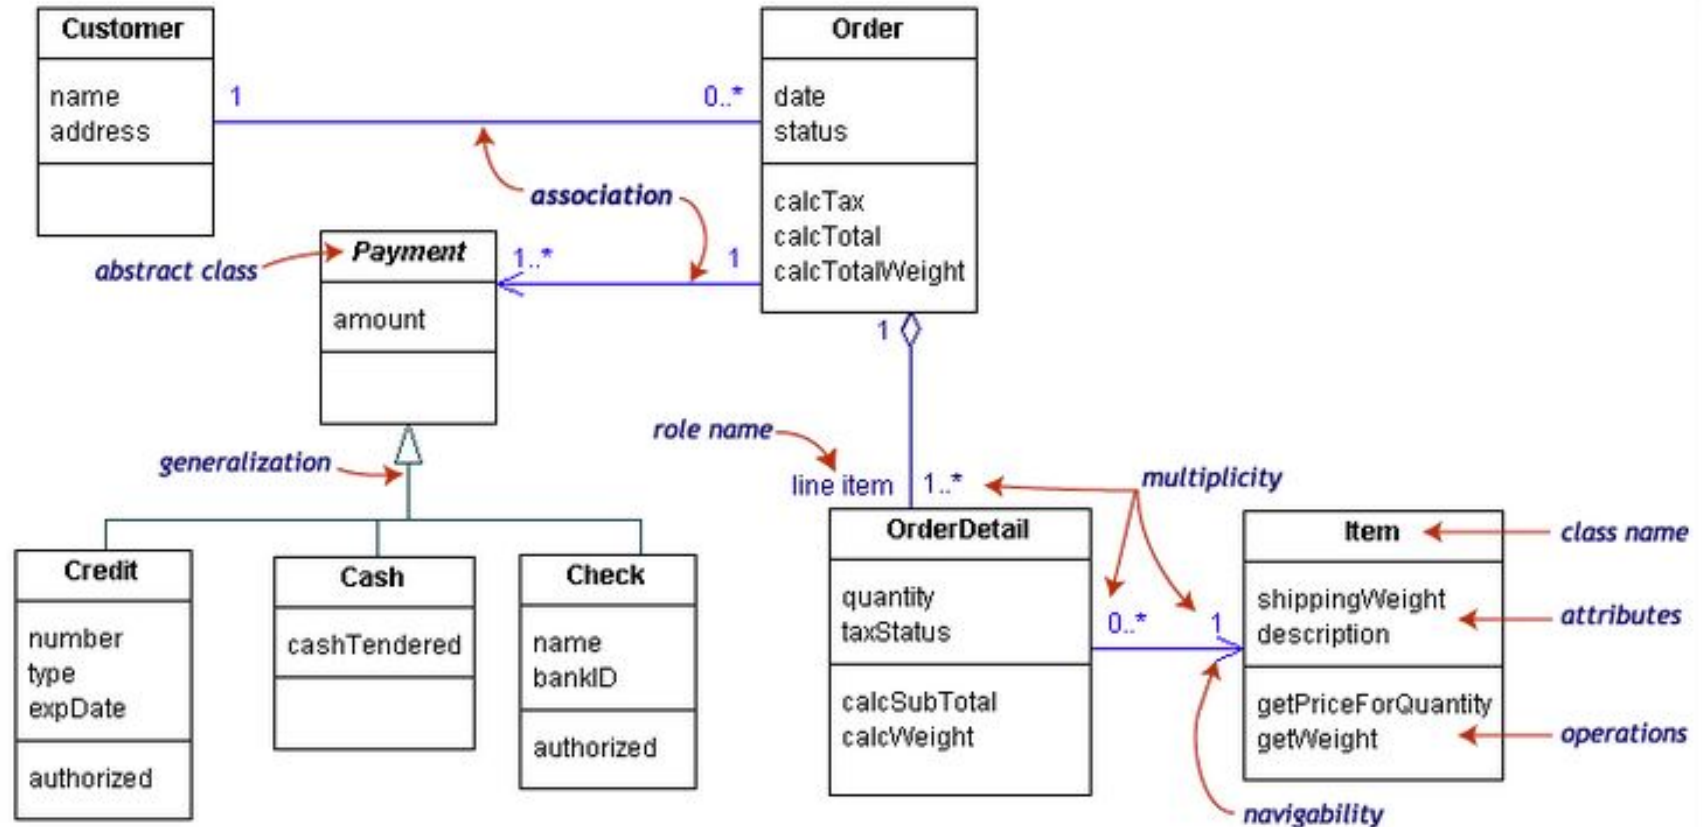 Customer
name
address
1
0..*
Order
date
status
calcTax
calcTotal
calcTotalWeight
association
abstract class
Payment
amount
1..*
1
1
generalization
role name
line item
1..*
multiplicity
Credit
number
type
expDate
authorized
Cash
cashTendered
Check
name
bankID
authorized
OrderDetail
quantity
taxStatus
calcSubTotal
calcWeight
0..*
1
Item
shippingWeight
description
getPriceForQuantity
getWeight
class name
attributes
operations
navigability